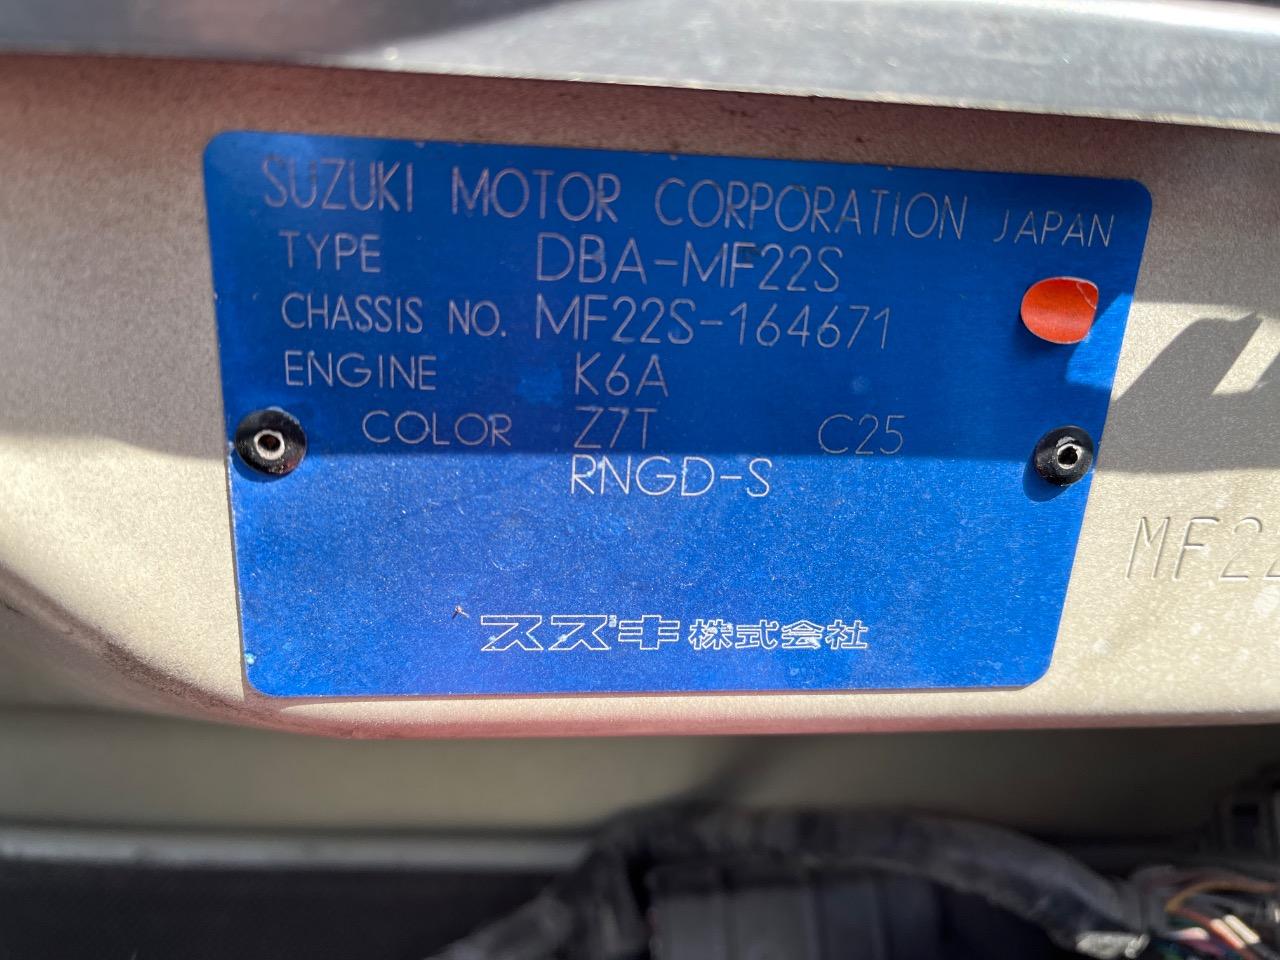 SUZUKI MOTOR CORPORATION JAPAN
TYPE DBA-MF22S
CHASSIS NO. MF22S-164671
ENGINE K6A
COLOR Z7T C25
RNGD-S
MF22
スズキ株式会社